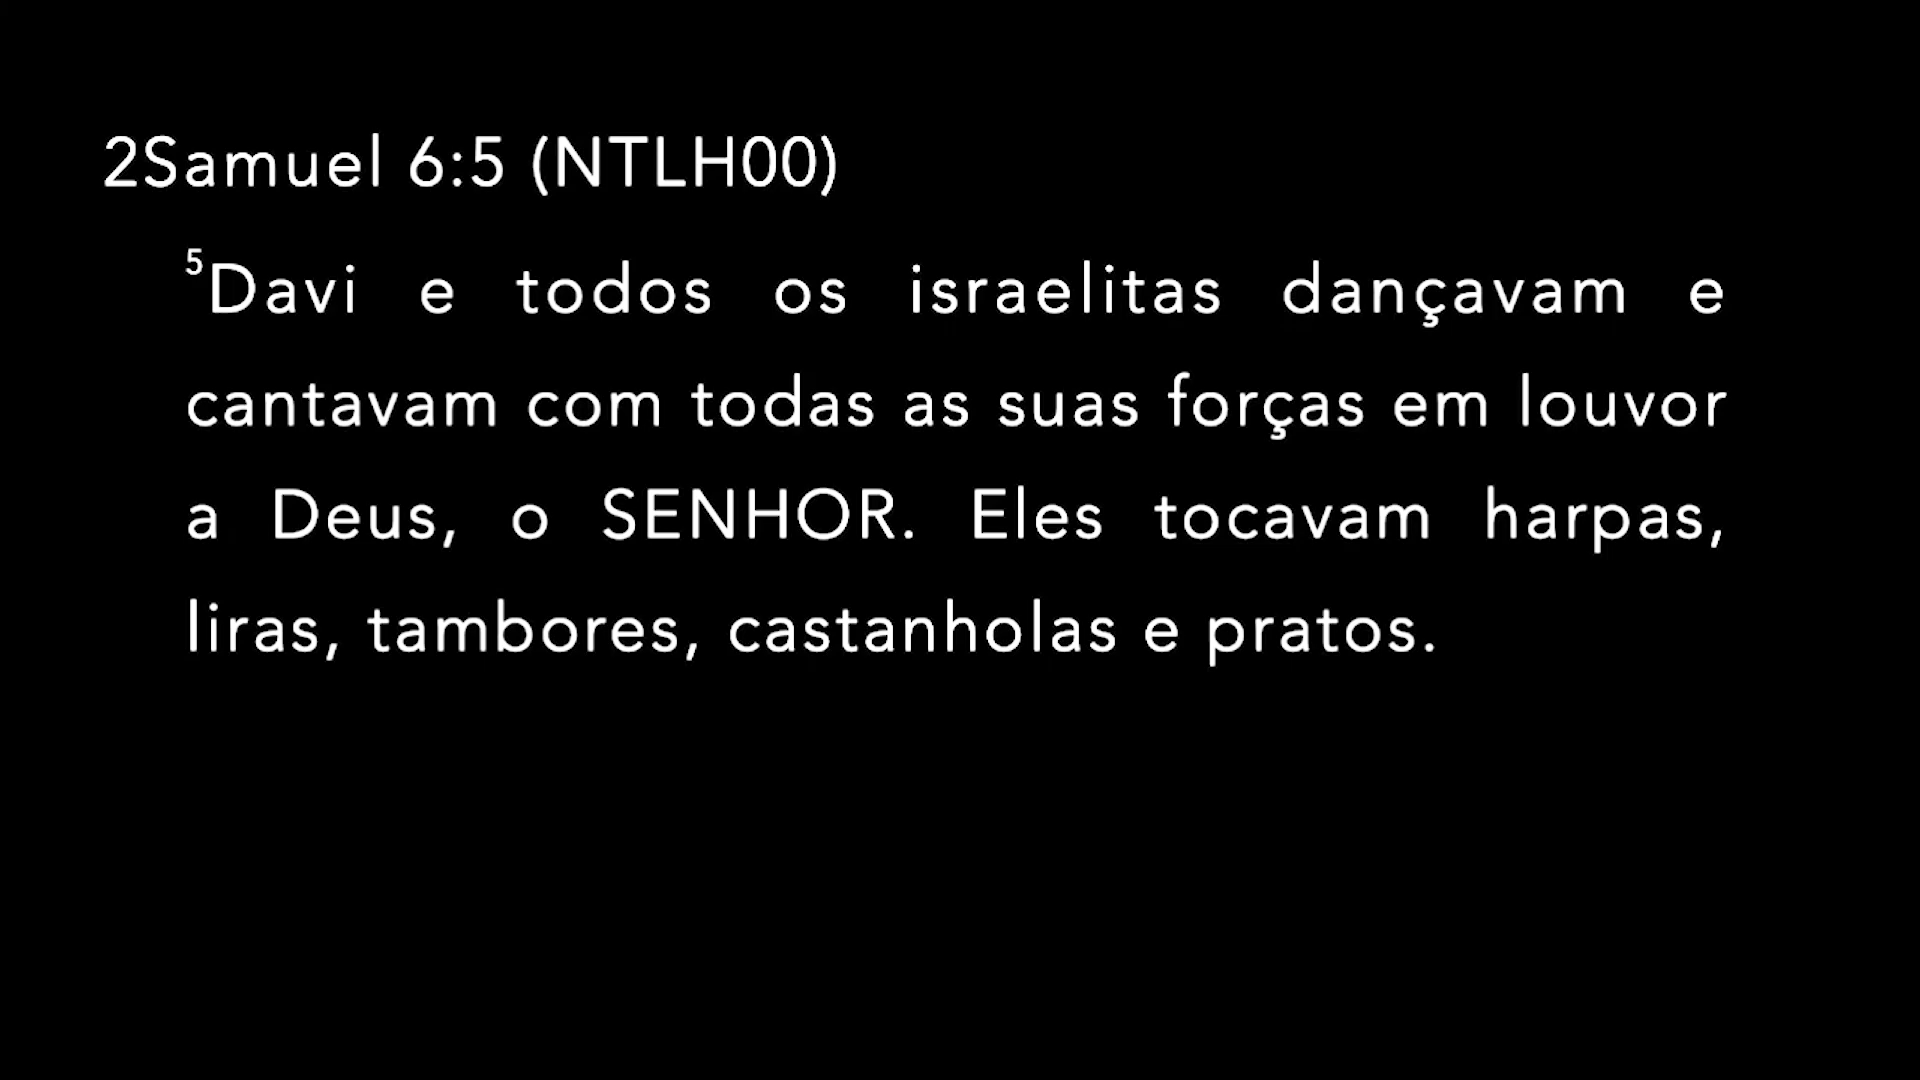 2Samuel 6:5 (NTLH00)
⁵Davi e todos os israelitas dançavam e
cantavam com todas as suas forças em louvor
a Deus, o SENHOR. Eles tocavam harpas,
liras, tambores, castanholas e pratos.